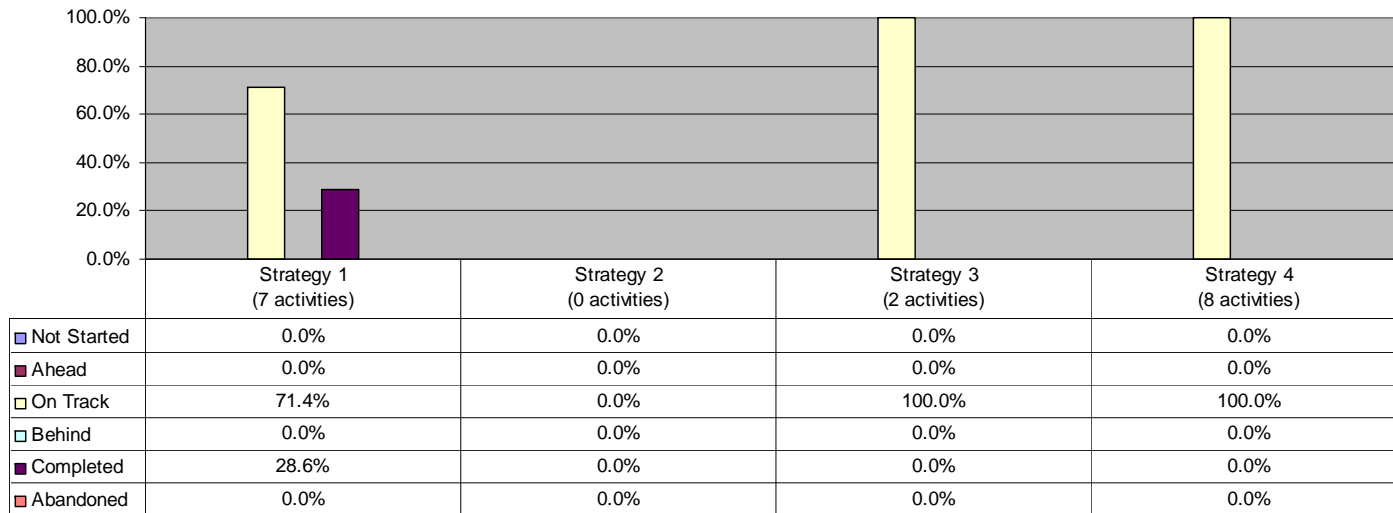 100.0%
80.0%
60.0%
40.0%
20.0%
0.0%
Strategy 1 Strategy 2 Strategy 3 Strategy 4
(7 activities) (0 activities) (2 activities) (8 activities)
Not Started 0.0% 0.0% 0.0% 0.0%
Ahead 0.0% 0.0% 0.0% 0.0%
On Track 71.4% 0.0% 100.0% 100.0%
Behind 0.0% 0.0% 0.0% 0.0%
Completed 28.6% 0.0% 0.0% 0.0%
Abandoned 0.0% 0.0% 0.0% 0.0%